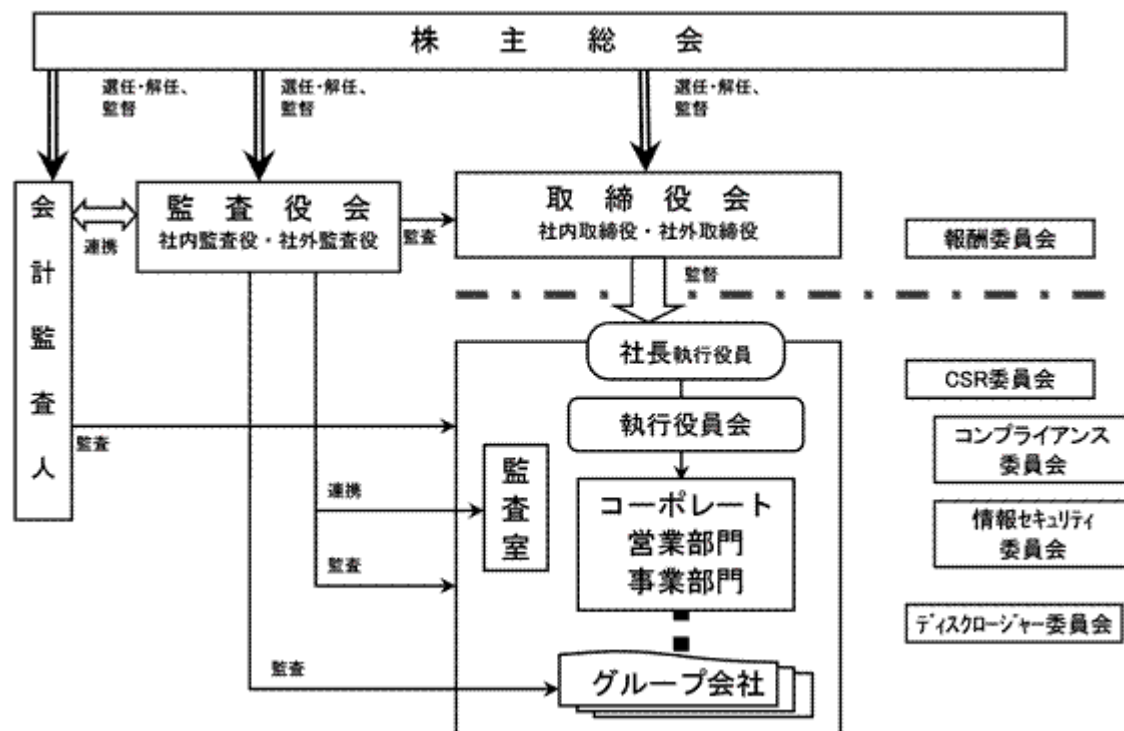 株主総会
選任・解任、
監督
選任・解任、
監督
選任・解任、
監督
会計監査人
連携
監査役会
社内監査役・社外監査役
監査
取締役会
社内取締役・社外取締役
監督
報酬委員会
社長執行役員
執行役員会
CSR委員会
コンプライアンス
委員会
監査
監査室
連携
コーポレート
営業部門
事業部門
情報セキュリティ
委員会
監査
ディスクロージャー委員会
監査
グループ会社